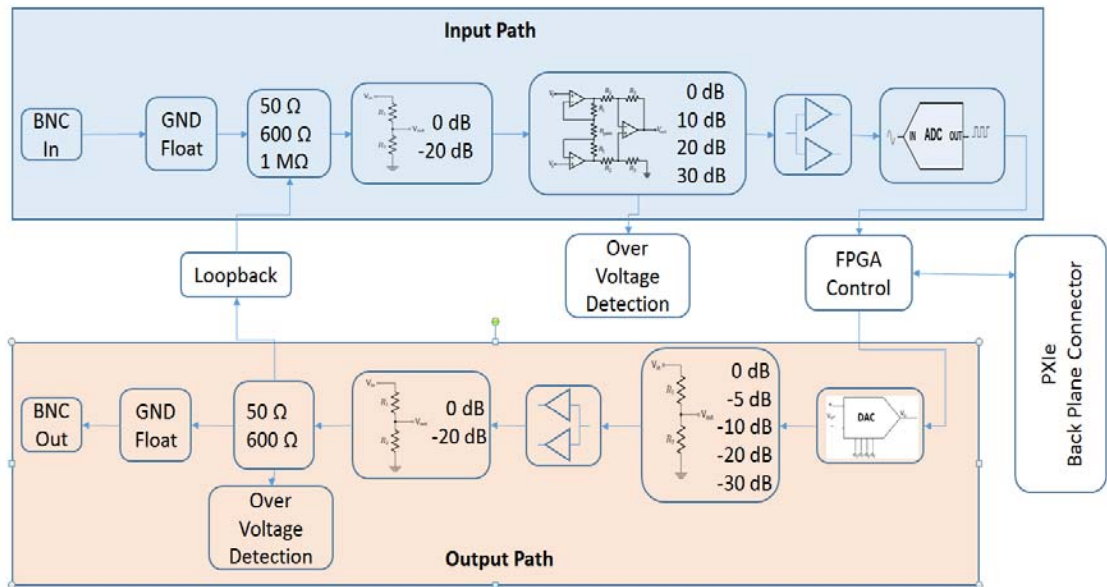 Input Path
BNC
In
GND
Float
50 Ω
600 Ω
1 MΩ
0 dB
-20 dB
0 dB
10 dB
20 dB
30 dB
IN ADC OUT
Loopback
Over
Voltage
Detection
FPGA
Control
PXIe
Back Plane Connector
BNC
Out
GND
Float
50 Ω
600 Ω
0 dB
-20 dB
0 dB
-5 dB
-10 dB
-20 dB
-30 dB
DAC
Over
Voltage
Detection
Output Path